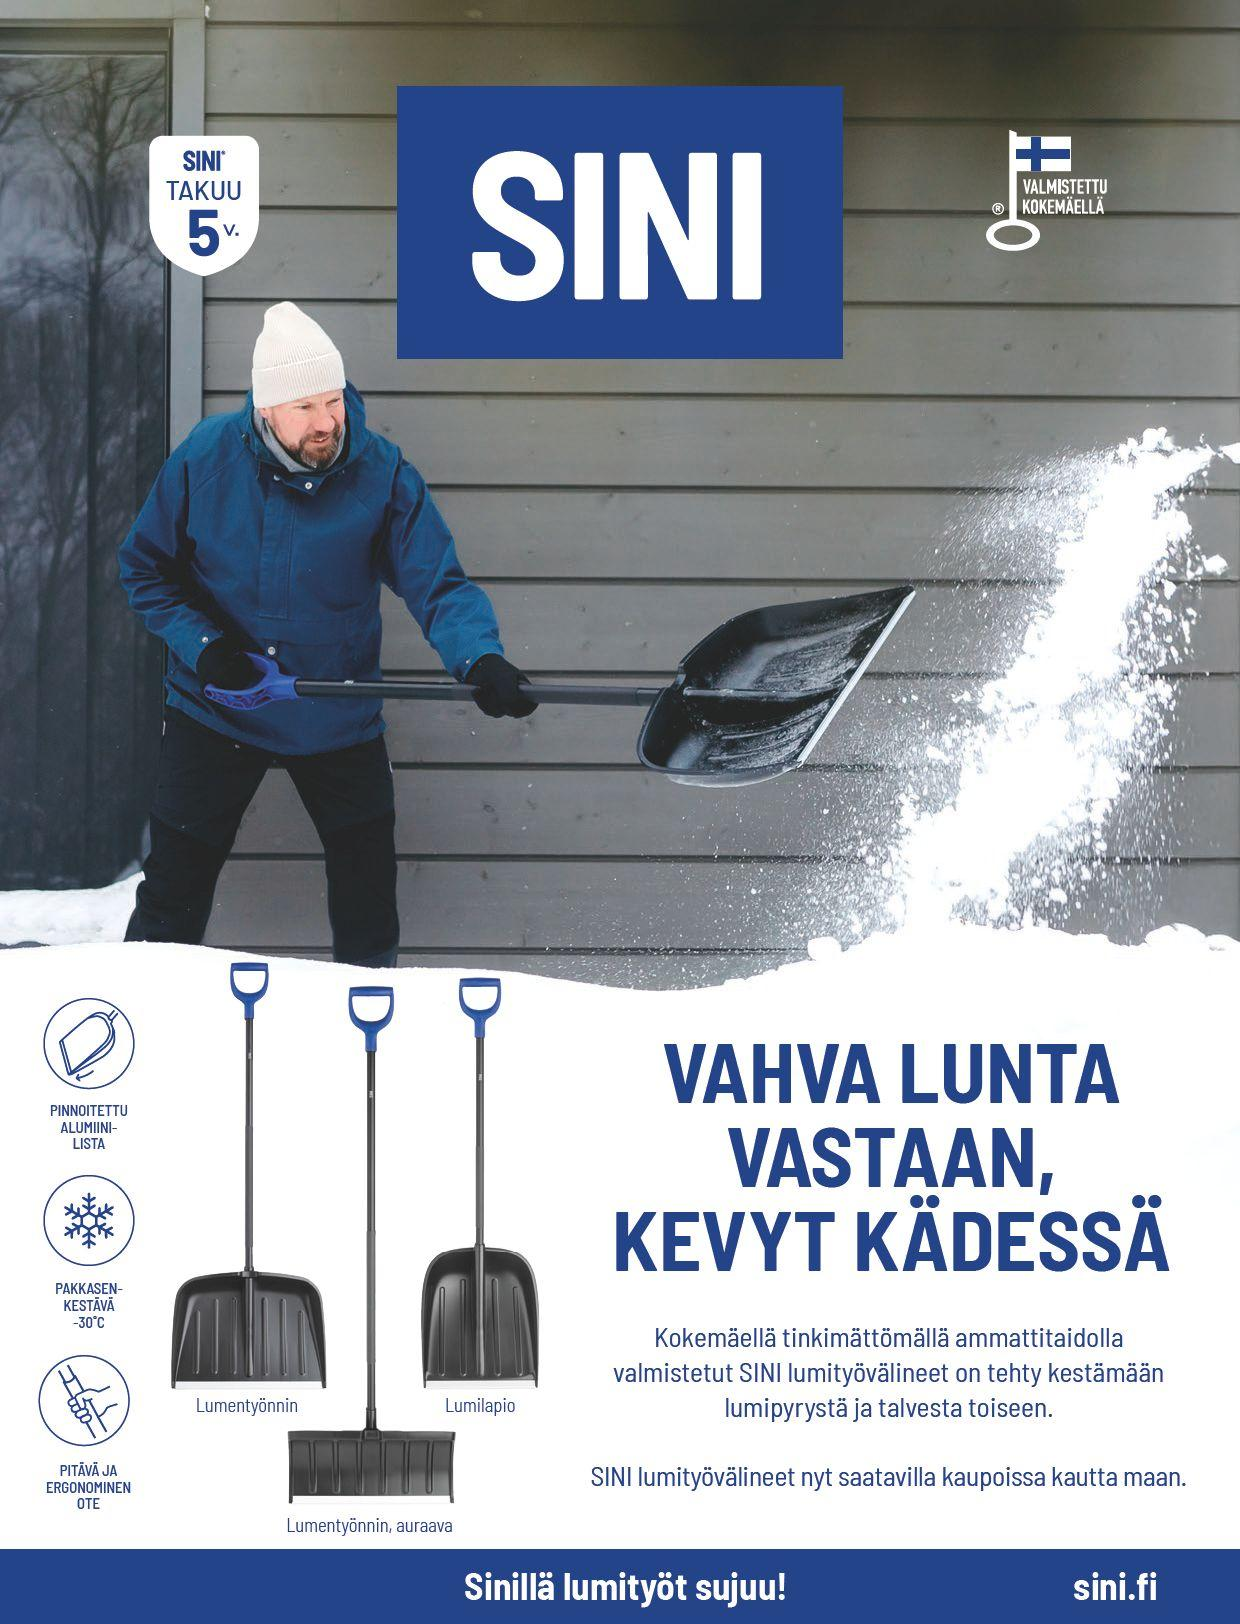 SINI®
TAKUU
5 v.
SINI
VALMISTETTU
® KOKEMÄELLÄ
PINNOITETTU
ALUMIINI-
LISTA
PAKKASEN-
KESTÄVÄ
-30°C
PITÄVÄ JA
ERGONOMINEN
OTE
Lumentyönnin
Lumilapio
Lumentyönnin, auraava
VAHVA LUNTA
VASTAAN,
KEVYT KÄDESSÄ
Kokemäellä tinkimättömällä ammattitaidolla
valmistetut SINI lumityövälineet on tehty kestämään
lumipyrystä ja talvesta toiseen.
SINI lumityövälineet nyt saatavilla kaupoissa kautta maan.
Sinillä lumityöt sujuu!
sini.fi